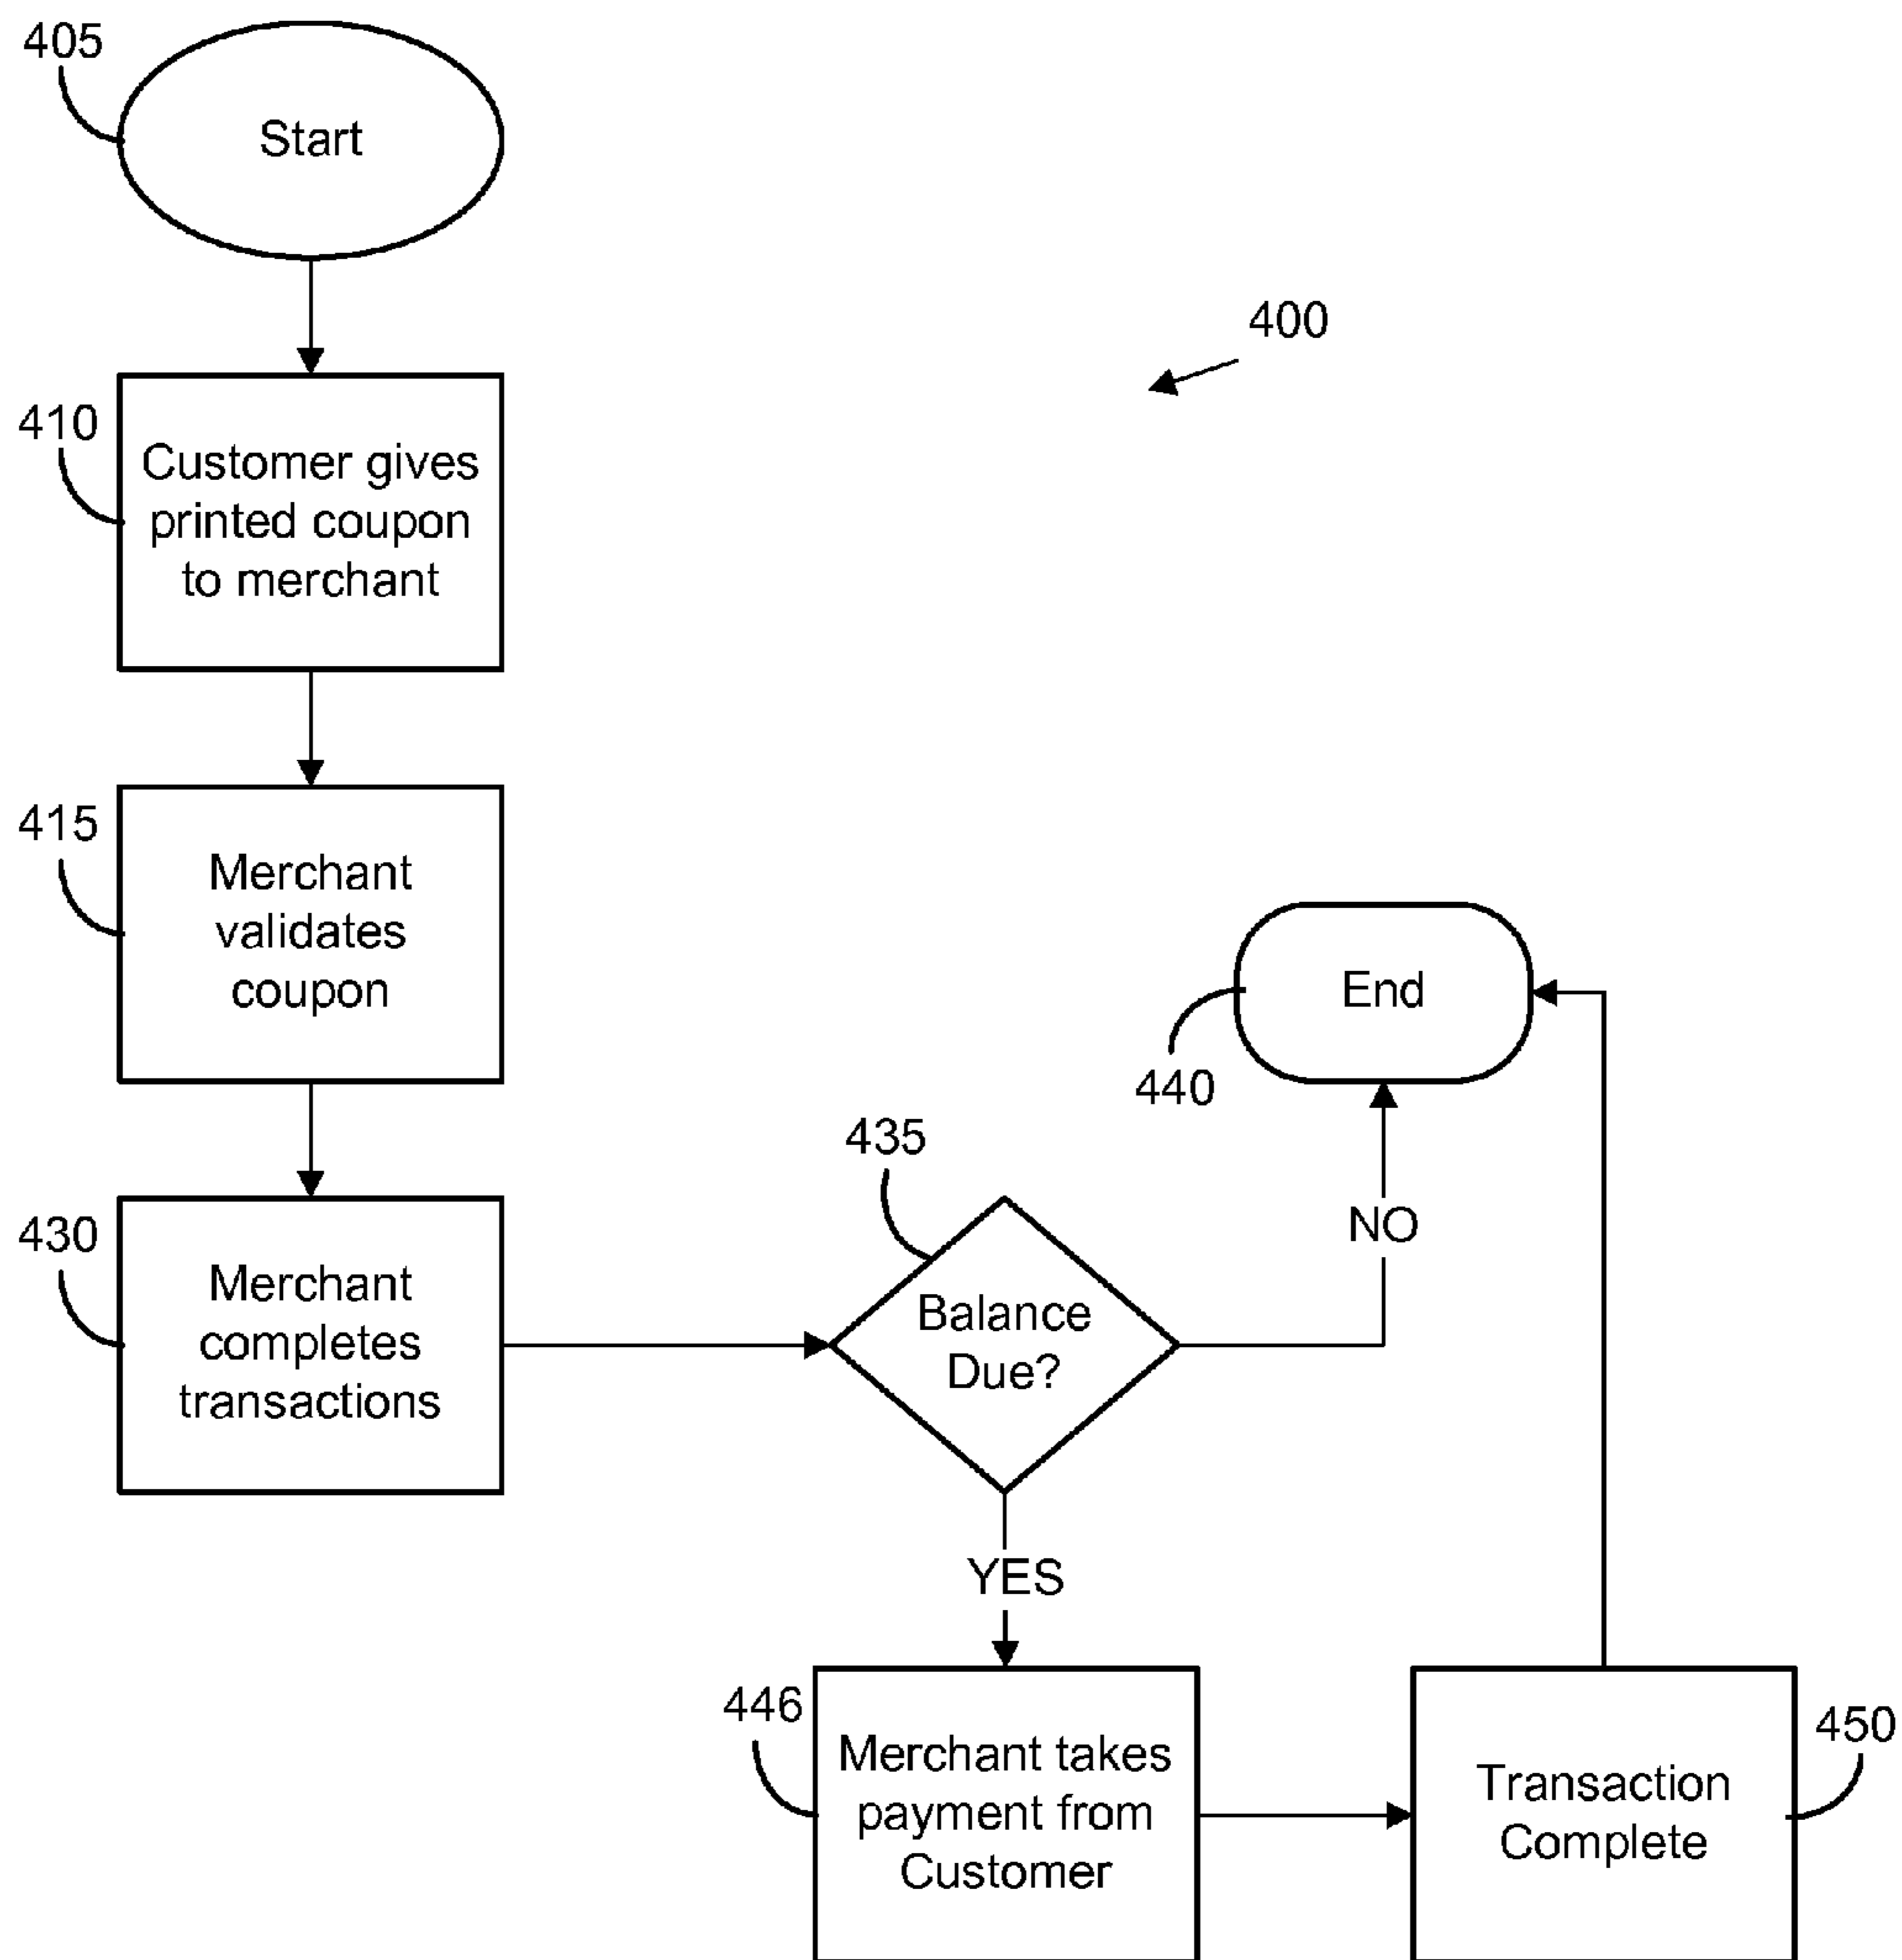 405
Start
400
410
Customer gives
printed coupon
to merchant
415
Merchant
validates
coupon
End
440
435
NO
430
Merchant
completes
transactions
Balance
Due?
YES
446
Merchant takes
payment from
Customer
450
Transaction
Complete